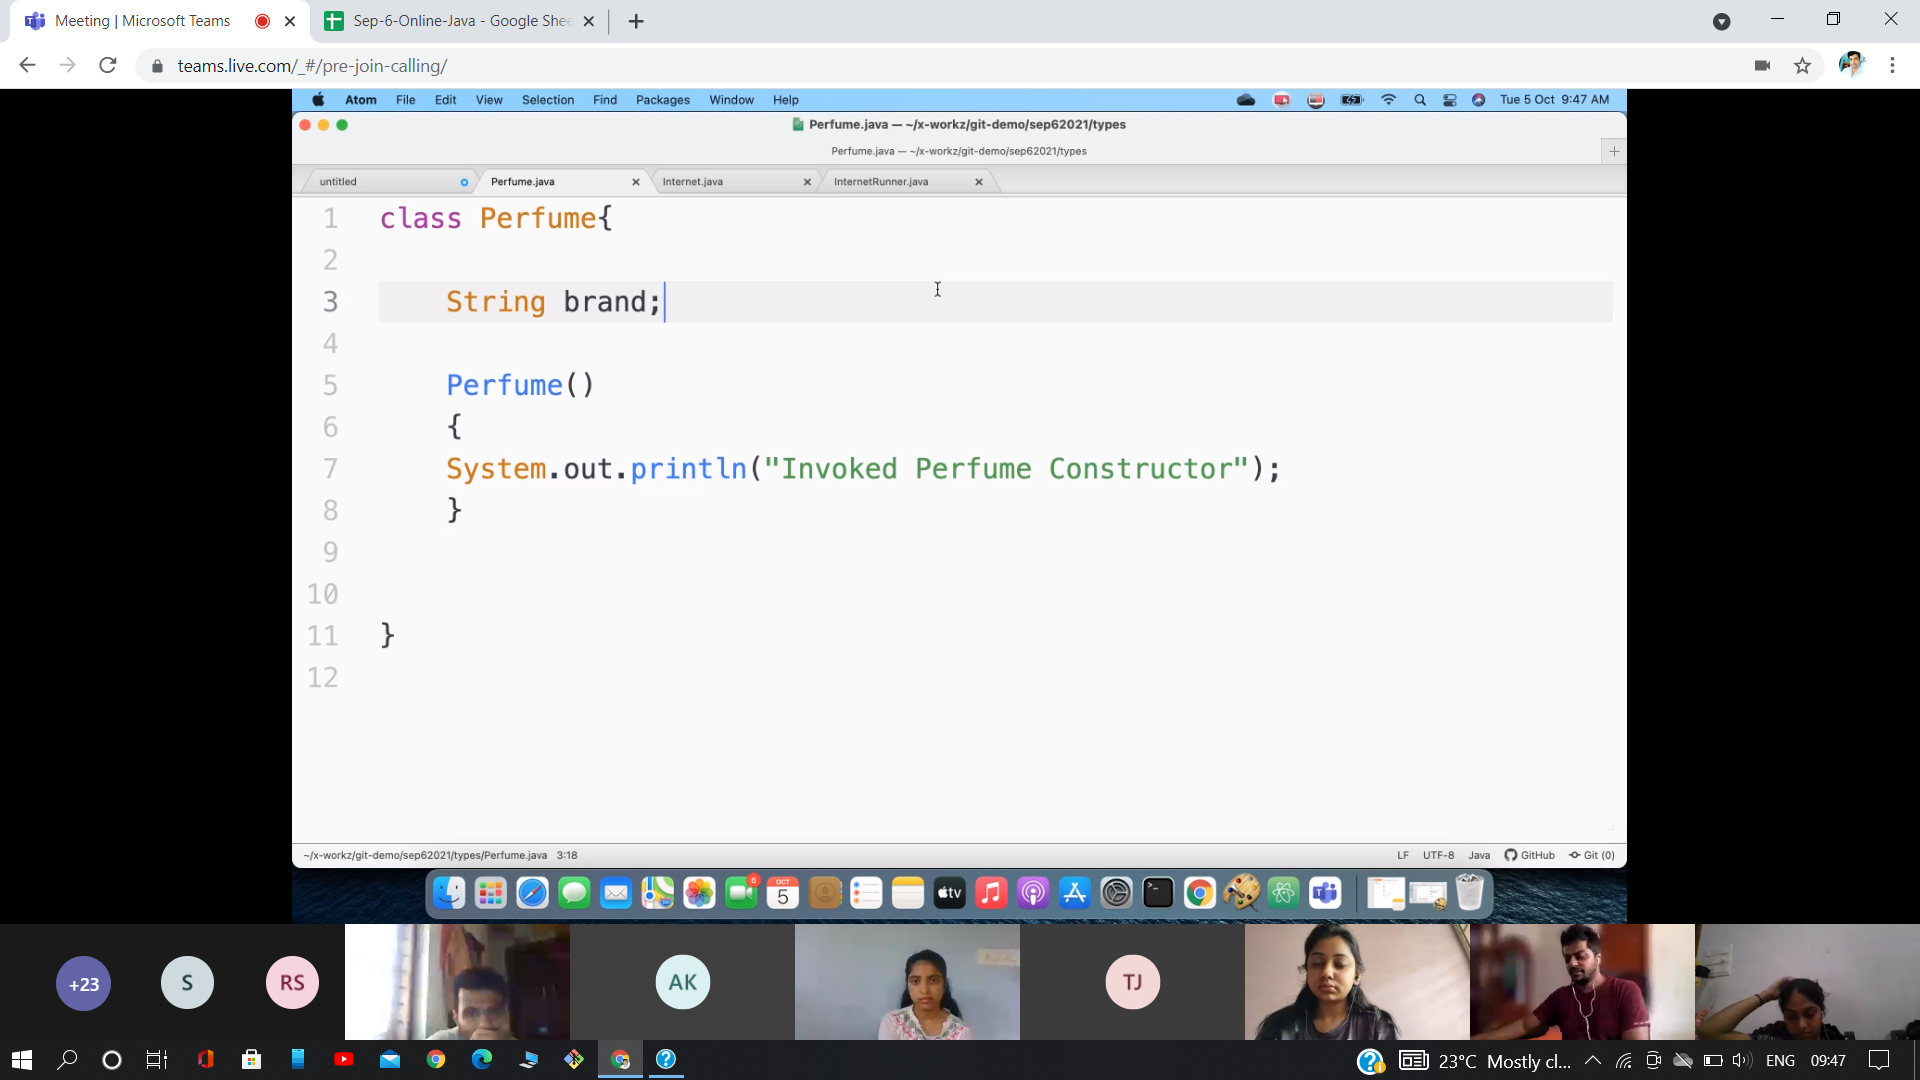 Meeting | Microsoft Teams
Sep-6-Online-Java - Google Shee
teams.live.com/_#/pre-join-calling/
Atom File Edit View Selection Find Packages Window Help
Tue 5 Oct 9:47 AM
Perfume.java — ~/x-workz/git-demo/sep62021/types
Perfume.java — ~/x-workz/git-demo/sep62021/types
untitled Perfume.java Internet.java InternetRunner.java
1 class Perfume{
2
3 String brand;
4
5 Perfume()
6 {
7 System.out.println("Invoked Perfume Constructor");
8 }
9
10
11 }
12
~/x-workz/git-demo/sep62021/types/Perfume.java 3:18
LF UTF-8 Java GitHub Git (0)
6
OCT
5
tv
+23 S RS AK TJ
23°C Mostly cl... ENG 09:47